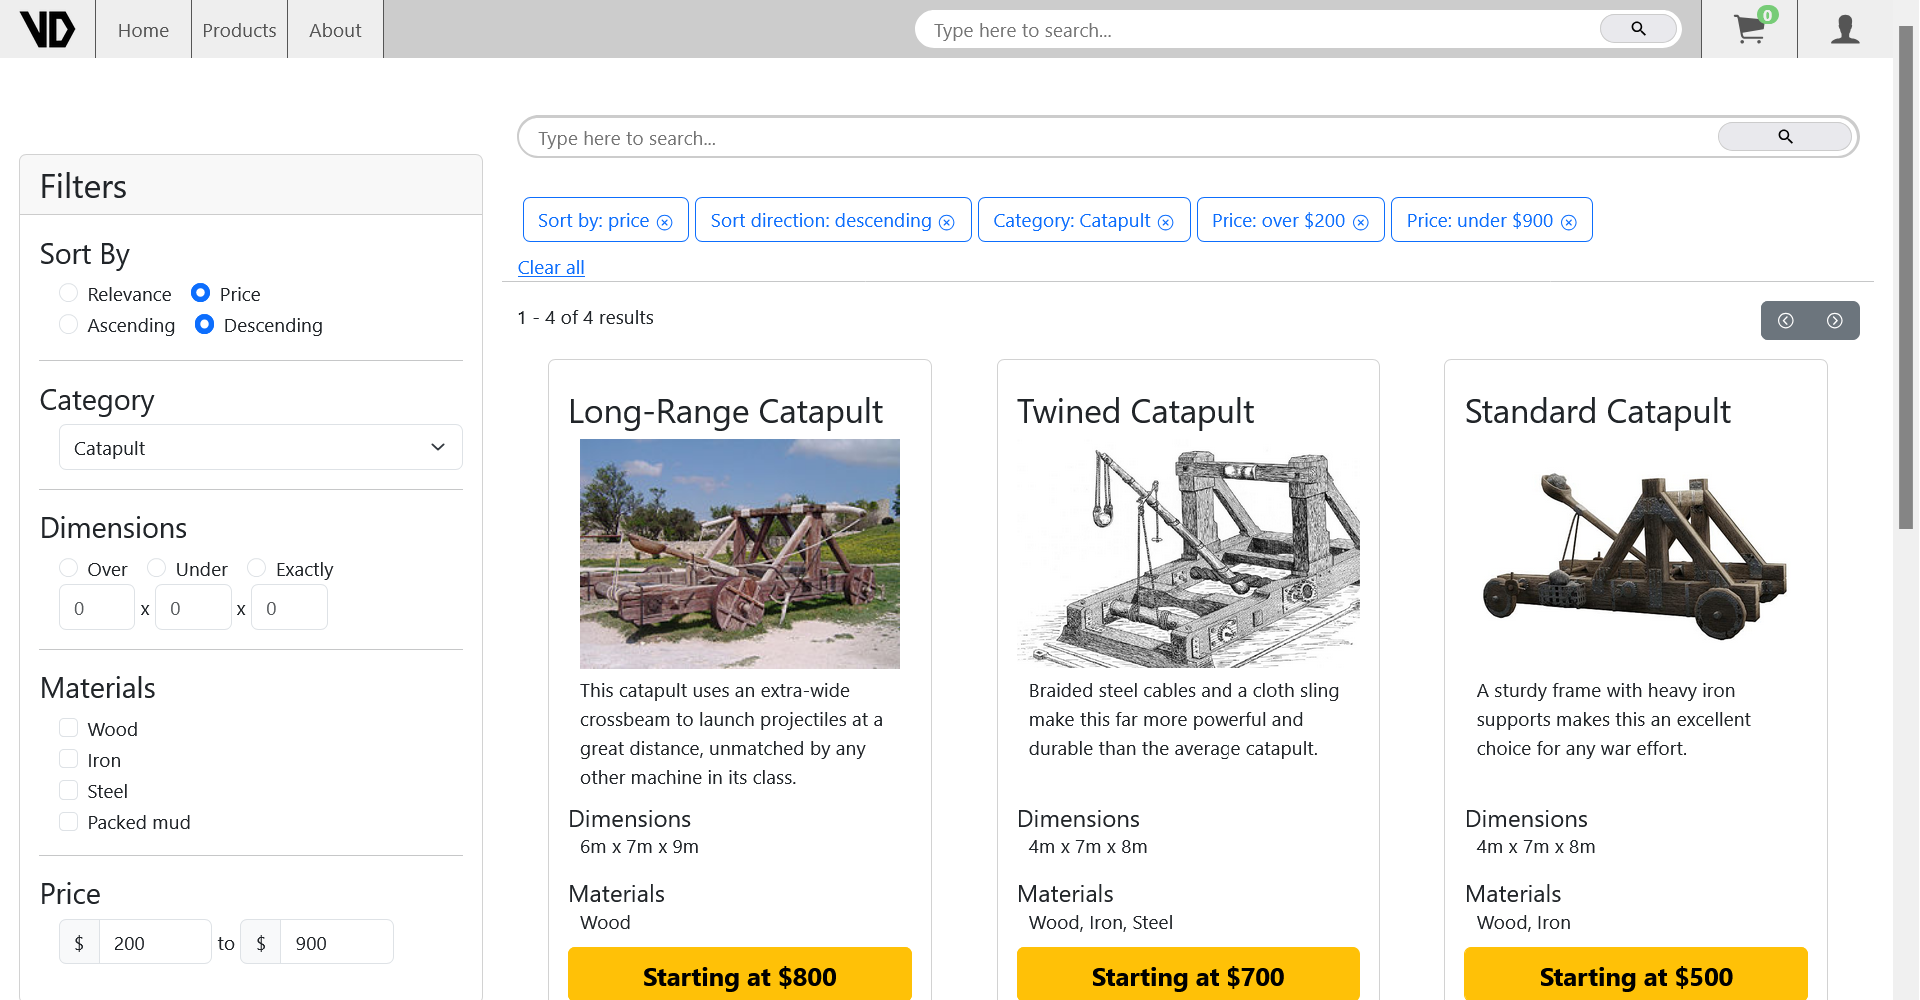 VD
Home
Products
About
Type here to search...
0
Type here to search...
Filters
Sort By
Relevance
Price
Ascending
Descending
Category
Catapult
Dimensions
Over
Under
Exactly
0 x 0 x 0
Materials
Wood
Iron
Steel
Packed mud
Price
$ 200 to $ 900
Sort by: price
Sort direction: descending
Category: Catapult
Price: over $200
Price: under $900
Clear all
1 - 4 of 4 results
Long-Range Catapult
This catapult uses an extra-wide
crossbeam to launch projectiles at a
great distance, unmatched by any
other machine in its class.
Dimensions
6m x 7m x 9m
Materials
Wood
Starting at $800
Twined Catapult
Braided steel cables and a cloth sling
make this far more powerful and
durable than the average catapult.
Dimensions
4m x 7m x 8m
Materials
Wood, Iron, Steel
Starting at $700
Standard Catapult
A sturdy frame with heavy iron
supports makes this an excellent
choice for any war effort.
Dimensions
4m x 7m x 8m
Materials
Wood, Iron
Starting at $500